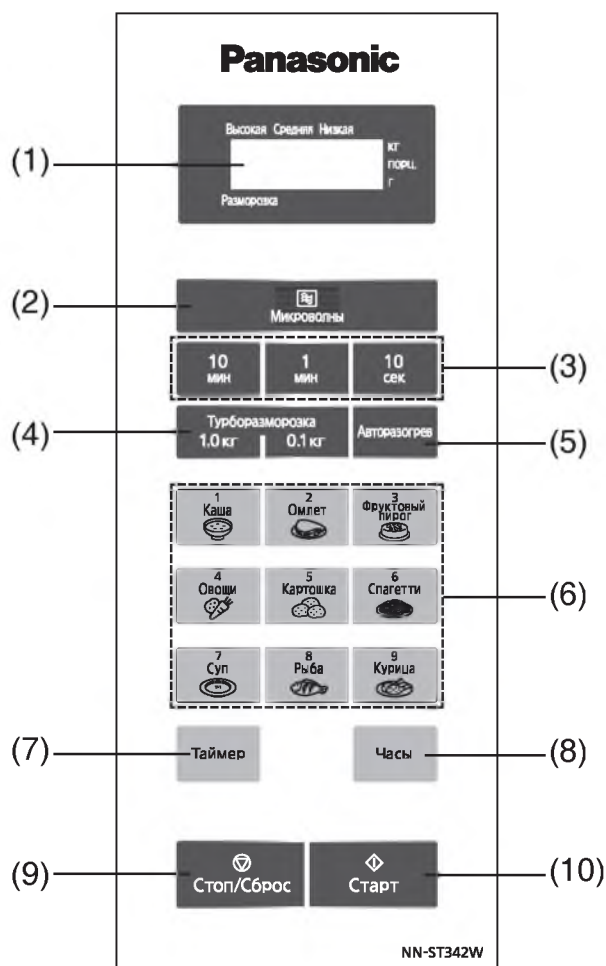 Panasonic
Высокая Средняя Низкая
(1)
кг
порц.
г
Разморозка
(2)
Микроволны
10 мин
1 мин
10 сек
(3)
(4)
Турборазморозка
1.0 кг 0.1 кг
Авторазогрев
(5)
1 Каша
2 Омлет
3 Фруктовый пирог
4 Овощи
5 Картошка
6 Спагетти
(6)
7 Суп
8 Рыба
9 Курица
(7)
Таймер
Часы
(8)
(9)
Стоп/Сброс
Старт
(10)
NN-ST342W